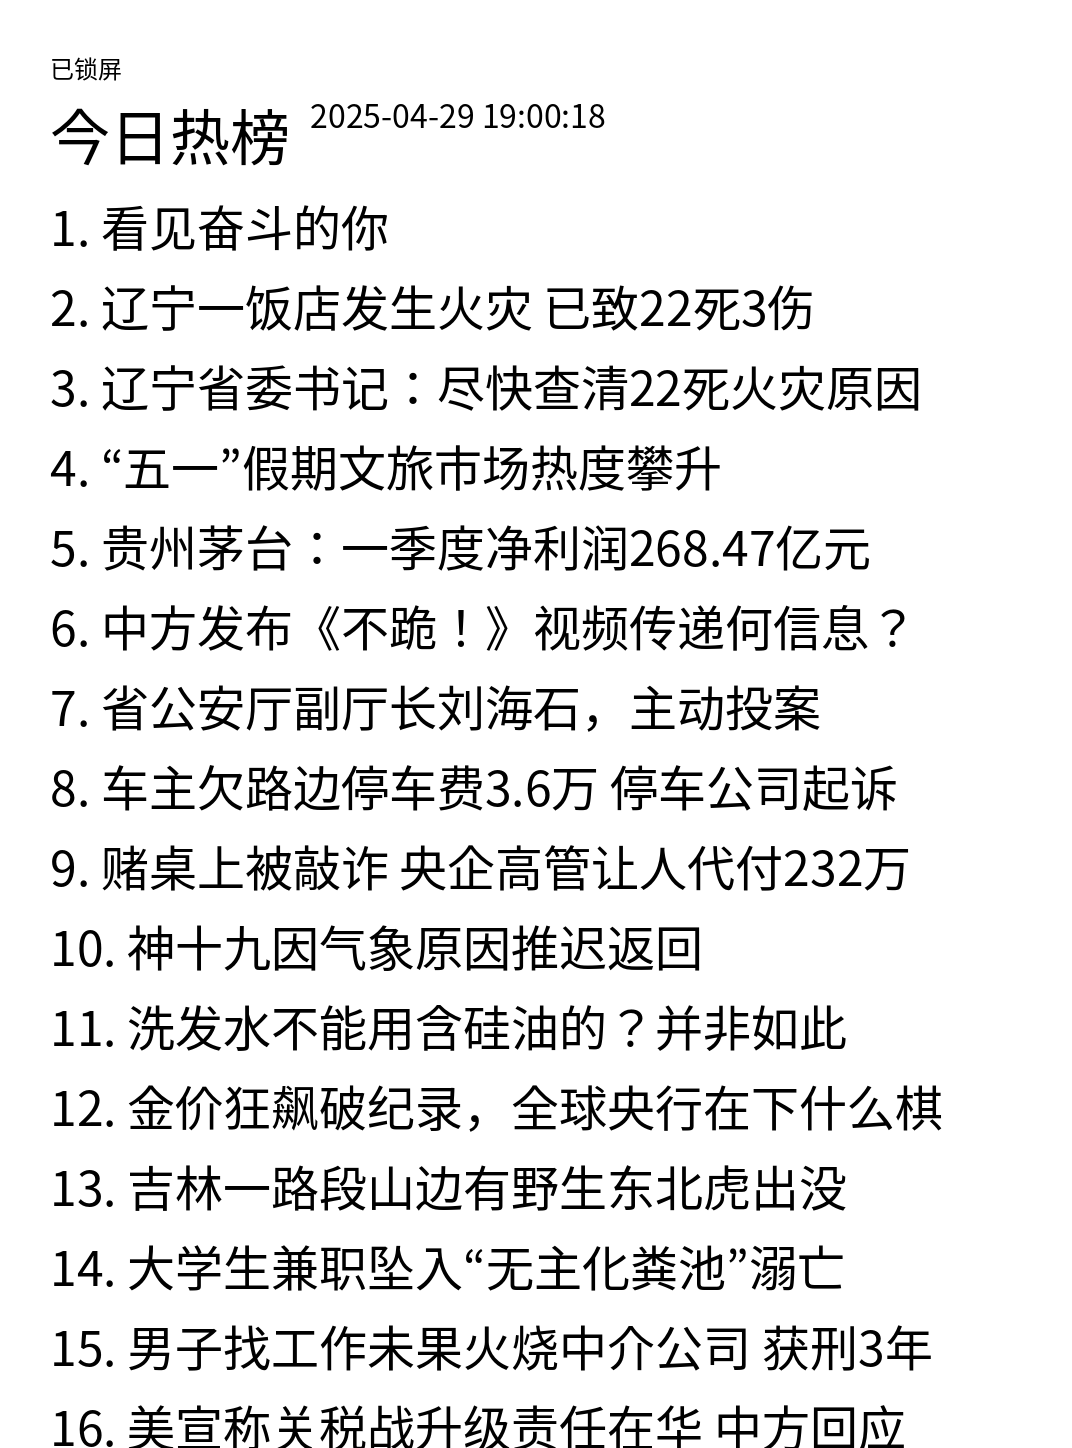 已锁屏
今日热榜 2025-04-29 19:00:18
1. 看见奋斗的你
2. 辽宁一饭店发生火灾 已致22死3伤
3. 辽宁省委书记：尽快查清22死火灾原因
4. “五一”假期文旅市场热度攀升
5. 贵州茅台：一季度净利润268.47亿元
6. 中方发布《不跪！》视频传递何信息？
7. 省公安厅副厅长刘海石，主动投案
8. 车主欠路边停车费3.6万 停车公司起诉
9. 赌桌上被敲诈 央企高管让人代付232万
10. 神十九因气象原因推迟返回
11. 洗发水不能用含硅油的？并非如此
12. 金价狂飙破纪录，全球央行在下什么棋
13. 吉林一路段山边有野生东北虎出没
14. 大学生兼职坠入“无主化粪池”溺亡
15. 男子找工作未果火烧中介公司 获刑3年
16. 美宣称关税战升级责任在华 中方回应